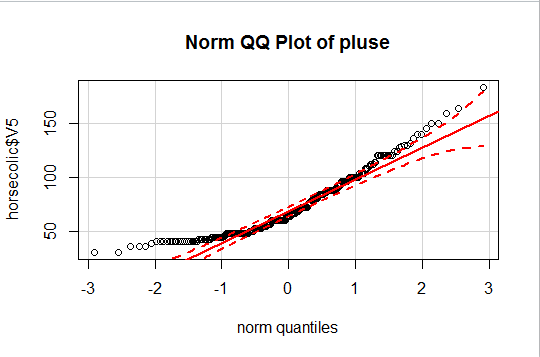 Norm QQ Plot of pluse
horsecolic$V5
150
100
50
-3 -2 -1 0 1 2 3
norm quantiles